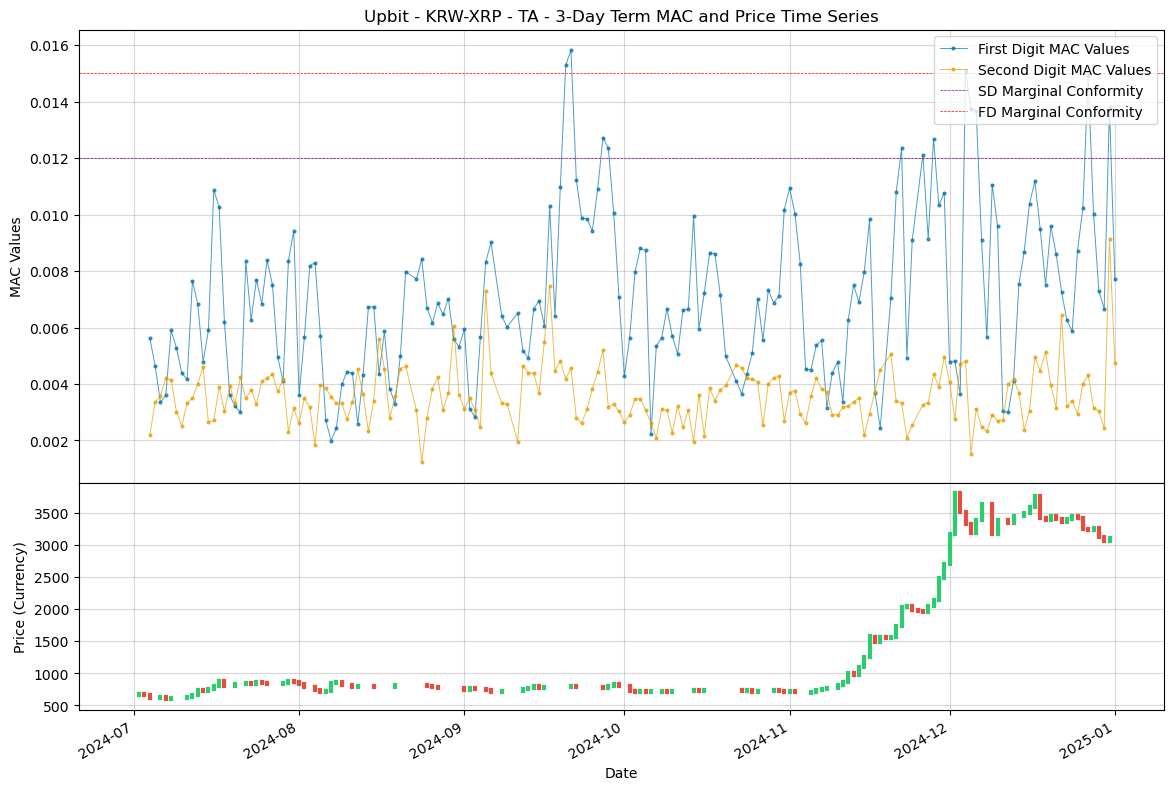 Upbit - KRW-XRP - TA - 3-Day Term MAC and Price Time Series
First Digit MAC Values
Second Digit MAC Values
SD Marginal Conformity
FD Marginal Conformity
MAC Values
0.016
0.014
0.012
0.010
0.008
0.006
0.004
0.002
Price (Currency)
3500
3000
2500
2000
1500
1000
500
2024-07
2024-08
2024-09
2024-10
2024-11
2024-12
2025-01
Date